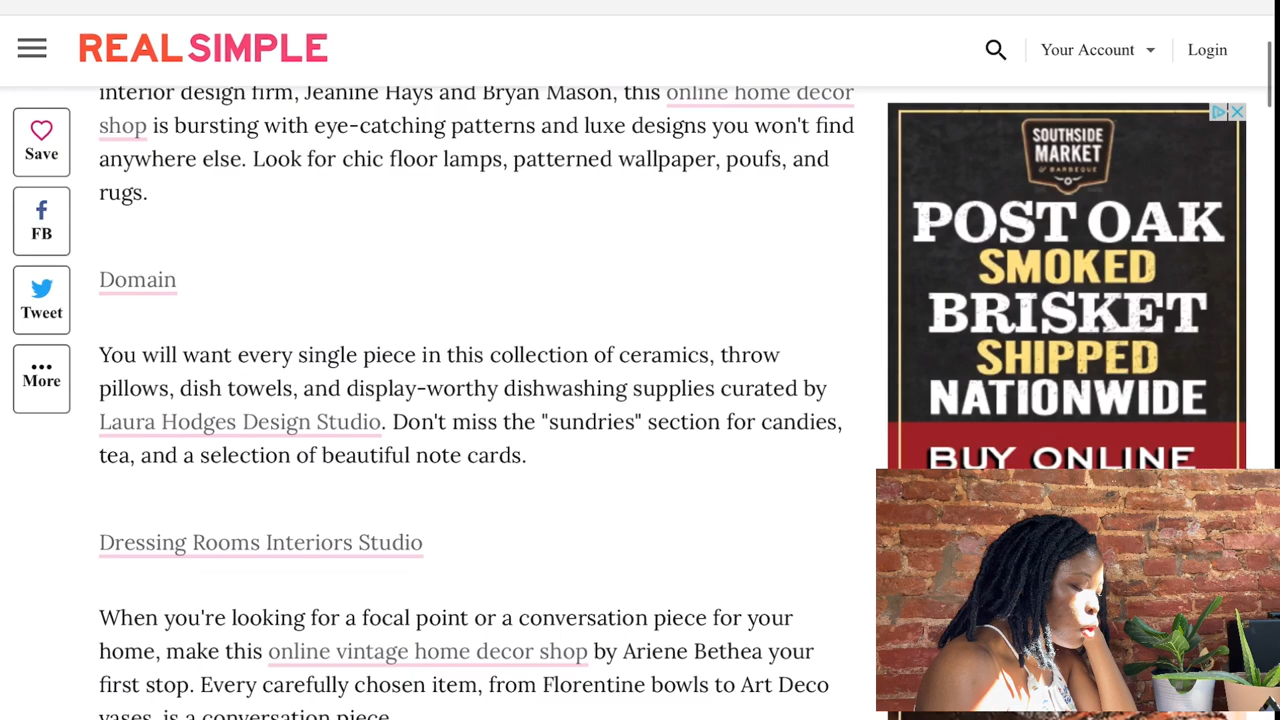 REAL SIMPLE
Your Account
Login
Save
FB
Tweet
More
interior design firm, Jeanine Hays and Bryan Mason, this online home decor
shop is bursting with eye-catching patterns and luxe designs you won't find
anywhere else. Look for chic floor lamps, patterned wallpaper, poufs, and
rugs.
Domain
You will want every single piece in this collection of ceramics, throw
pillows, dish towels, and display-worthy dishwashing supplies curated by
Laura Hodges Design Studio. Don't miss the "sundries" section for candies,
tea, and a selection of beautiful note cards.
Dressing Rooms Interiors Studio
When you're looking for a focal point or a conversation piece for your
home, make this online vintage home decor shop by Ariene Bethea your
first stop. Every carefully chosen item, from Florentine bowls to Art Deco
vases, is a conversation piece.
SOUTHSIDE
MARKET
& BARBEQUE
POST OAK
SMOKED
BRISKET
SHIPPED
NATIONWIDE
BUY ONLINE